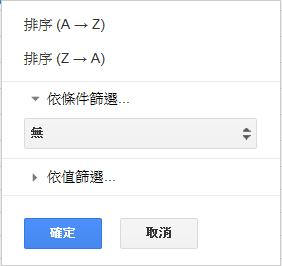 排序 (A → Z)
排序 (Z → A)
依條件篩選...
無
依值篩選...
確定
取消